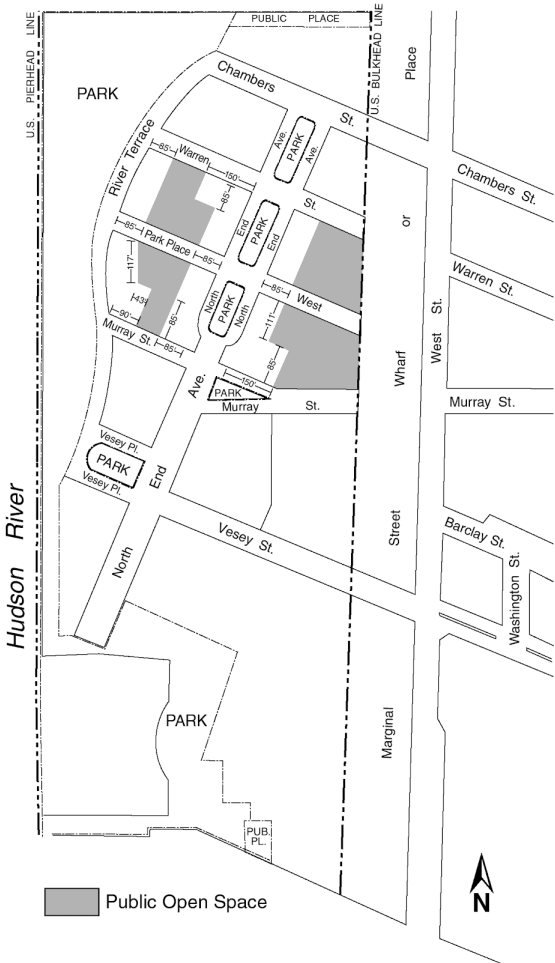 PUBLIC PLACE
U.S. PIERHEAD LINE
U.S. BULKHEAD LINE
Place
PARK
Chambers
St.
Ave.
PARK
Ave.
Chambers St.
River Terrace
85'
Warren
150'
St.
85'
End
PARK
End
or
85'
Park Place
85'
85'
West
Warren St.
117'
43'
85'
90'
Murray St.
85'
North
PARK
North
111'
85'
150'
PARK
Ave.
Murray St.
Wharf
West St.
Murray St.
Vesey Pl.
PARK
Vesey Pl.
End
North
Vesey St.
Street
Barclay St.
Washington St.
Hudson River
PARK
Marginal
PUB.
PL.
N
Public Open Space